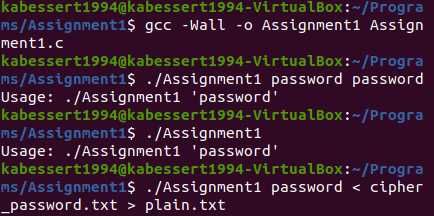 kabessert1994@kabessert1994-VirtualBox:~/Progra
ms/Assignment1$ gcc -Wall -o Assignment1 Assign
ment1.c
kabessert1994@kabessert1994-VirtualBox:~/Progra
ms/Assignment1$ ./Assignment1 password password
Usage: ./Assignment1 'password'
kabessert1994@kabessert1994-VirtualBox:~/Progra
ms/Assignment1$ ./Assignment1
Usage: ./Assignment1 'password'
kabessert1994@kabessert1994-VirtualBox:~/Progra
ms/Assignment1$ ./Assignment1 password < cipher
_password.txt > plain.txt